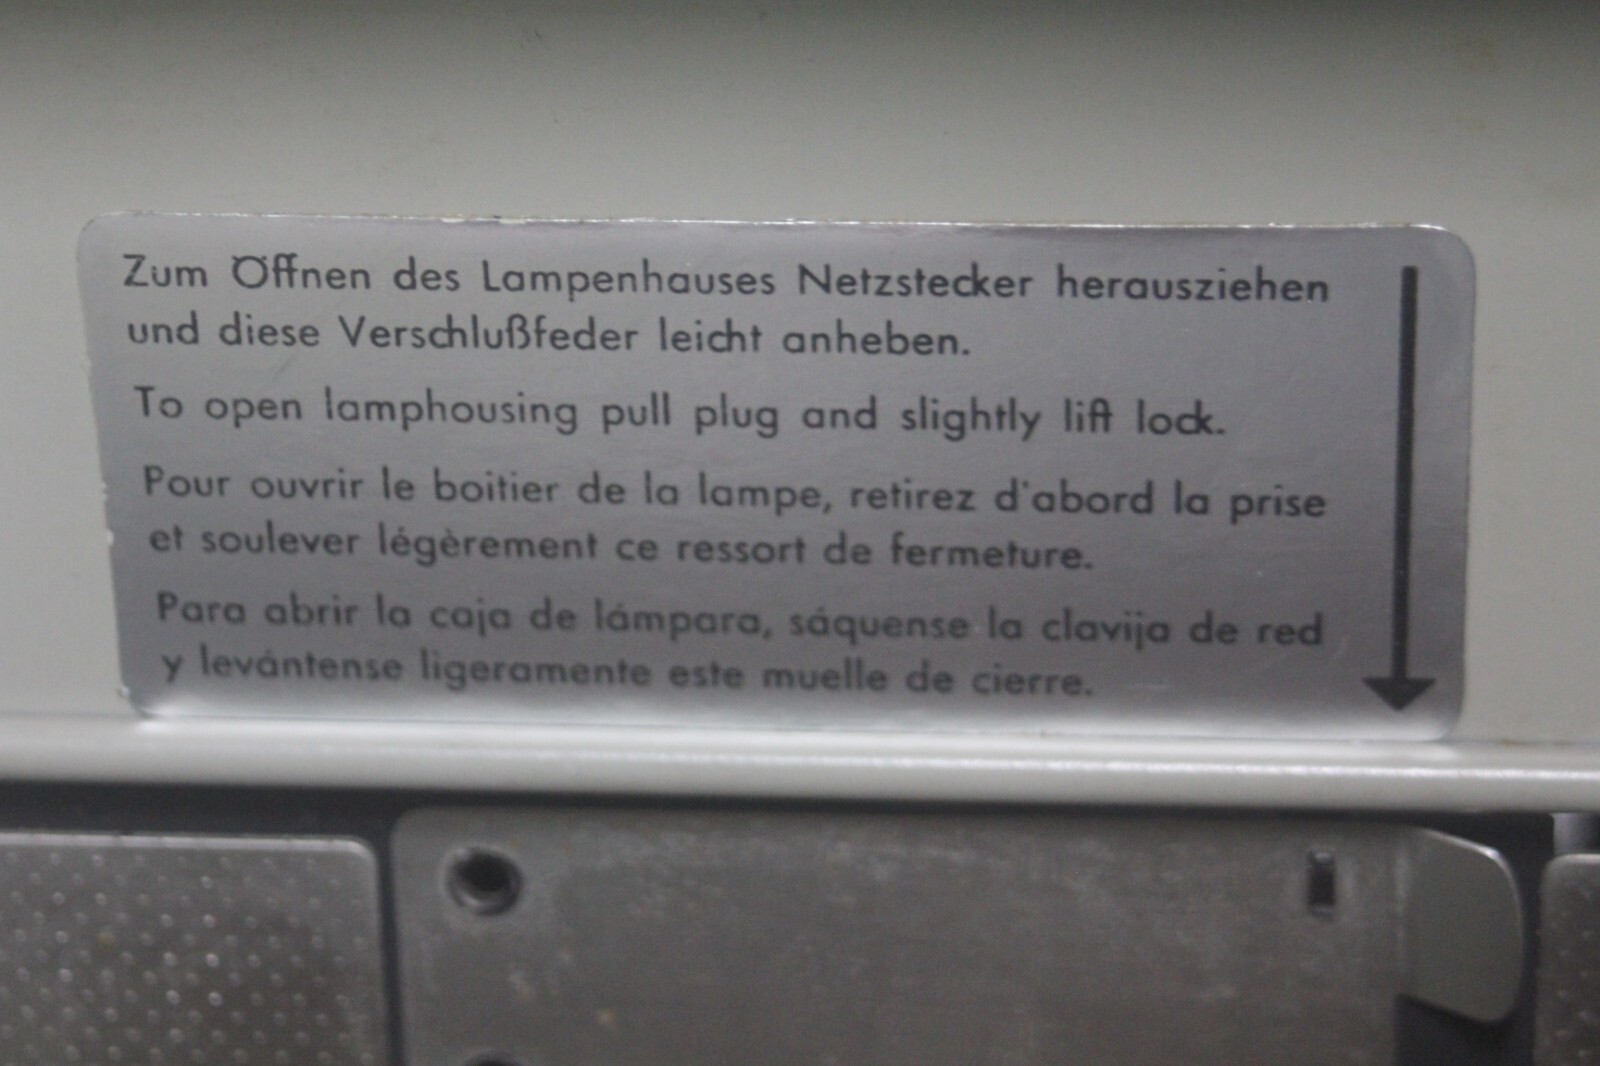 Zum Öffnen des Lampenhauses Netzstecker herausziehen
und diese Verschlußfeder leicht anheben.
To open lamphousing pull plug and slightly lift lock.
Pour ouvrir le boitier de la lampe, retirez d'abord la prise
et soulever légèrement ce ressort de fermeture.
Para abrir la caja de lámpara, sáquense la clavija de red
y levántense ligeramente este muelle de cierre.